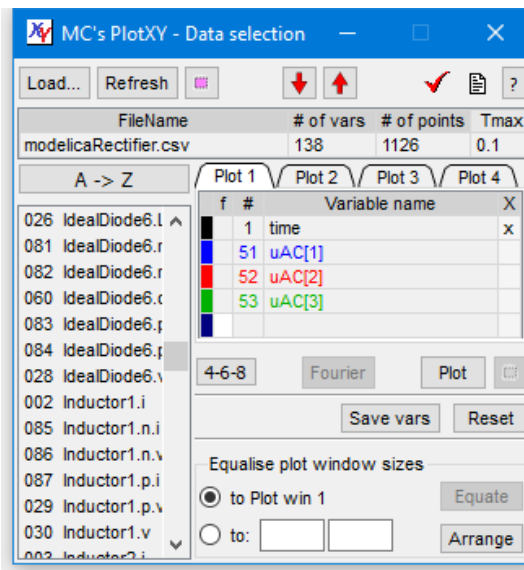 MC's PlotXY - Data selection
Load... Refresh ?
FileName # of vars # of points Tmax
modelicaRectifier.csv 138 1126 0.1
A -> Z
Plot 1 Plot 2 Plot 3 Plot 4
f # Variable name X
1 time x
51 uAC[1]
52 uAC[2]
53 uAC[3]
026 IdealDiode6.L
081 IdealDiode6.r
082 IdealDiode6.r
060 IdealDiode6.c
083 IdealDiode6.p
084 IdealDiode6.p
028 IdealDiode6.v
002 Inductor1.i
085 Inductor1.n.i
086 Inductor1.n.v
087 Inductor1.p.i
029 Inductor1.p.v
030 Inductor1.v
003 Inductor2.i
4-6-8 Fourier Plot
Save vars Reset
Equalise plot window sizes
to Plot win 1 Equate
to: Arrange